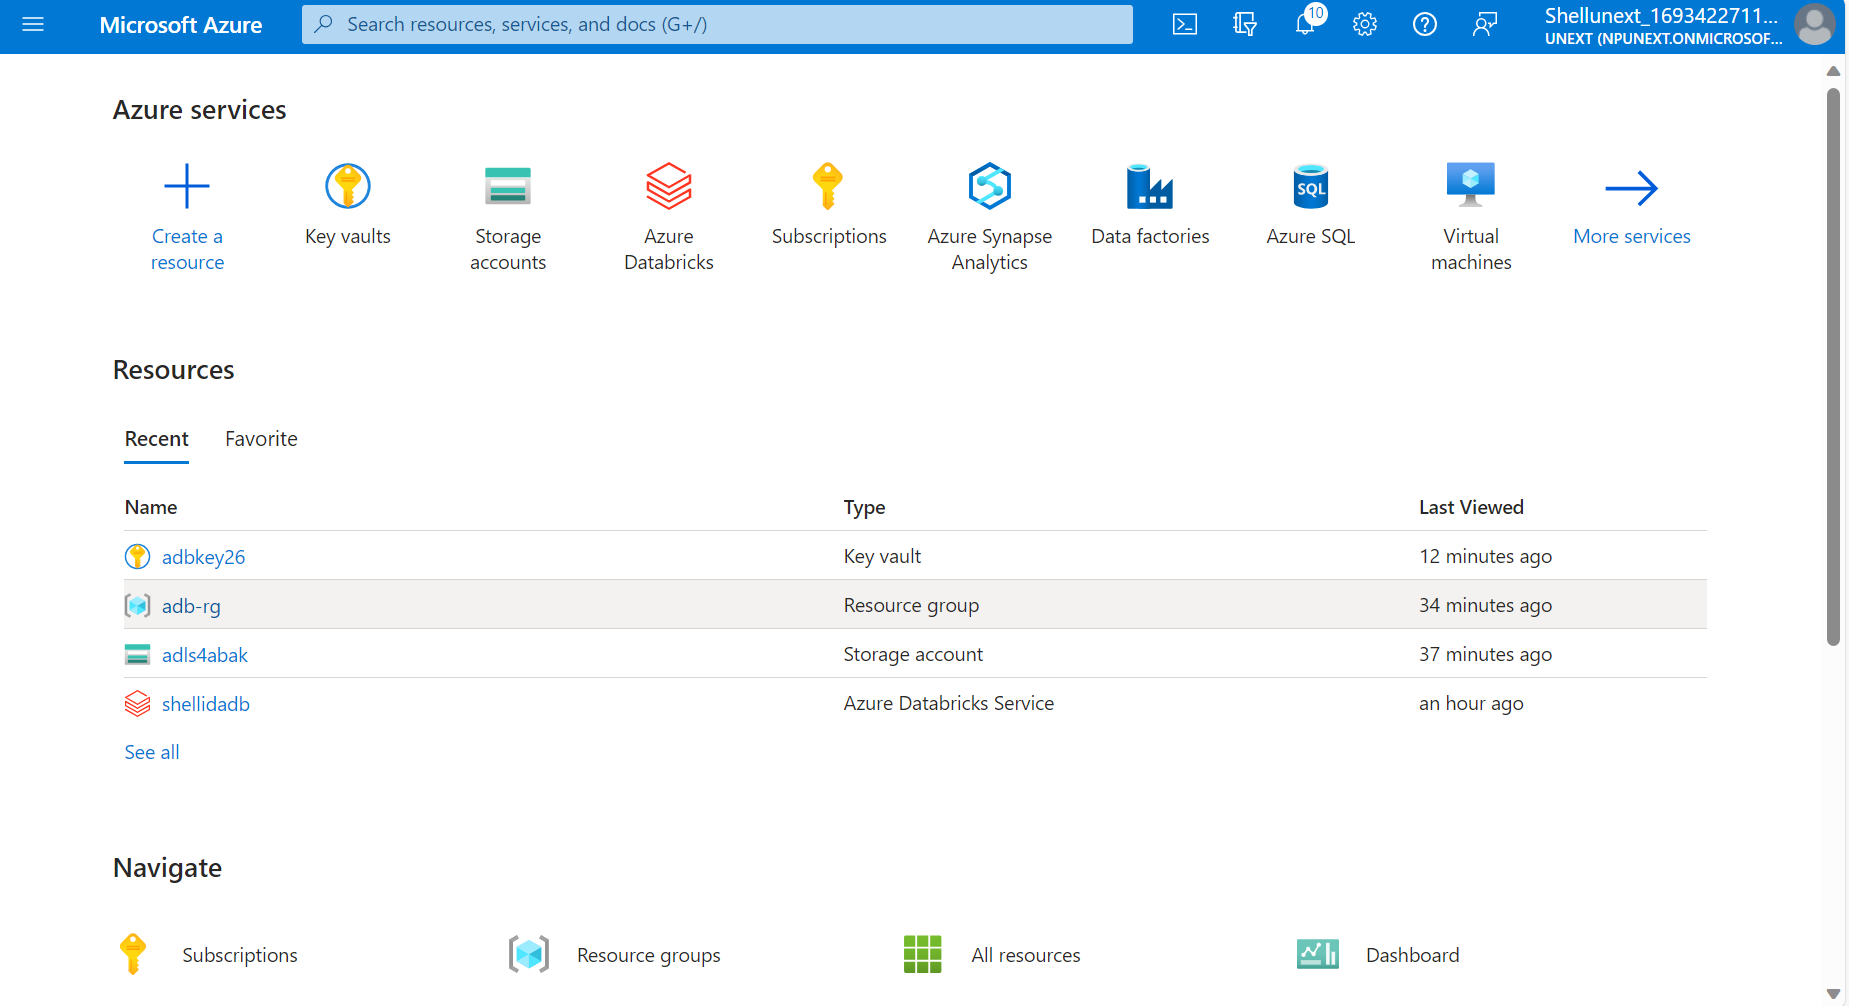 Microsoft Azure
Search resources, services, and docs (G+/)
10
Shellunext_1693422711...
UNEXT (NPUNEXT.ONMICROSOF...
Azure services
Create a
resource
Key vaults
Storage
accounts
Azure
Databricks
Subscriptions
Azure Synapse
Analytics
Data factories
SQL
Azure SQL
Virtual
machines
More services
Resources
Recent Favorite
Name Type Last Viewed
adbkey26 Key vault 12 minutes ago
adb-rg Resource group 34 minutes ago
adls4abak Storage account 37 minutes ago
shellidadb Azure Databricks Service an hour ago
See all
Navigate
Subscriptions Resource groups All resources Dashboard